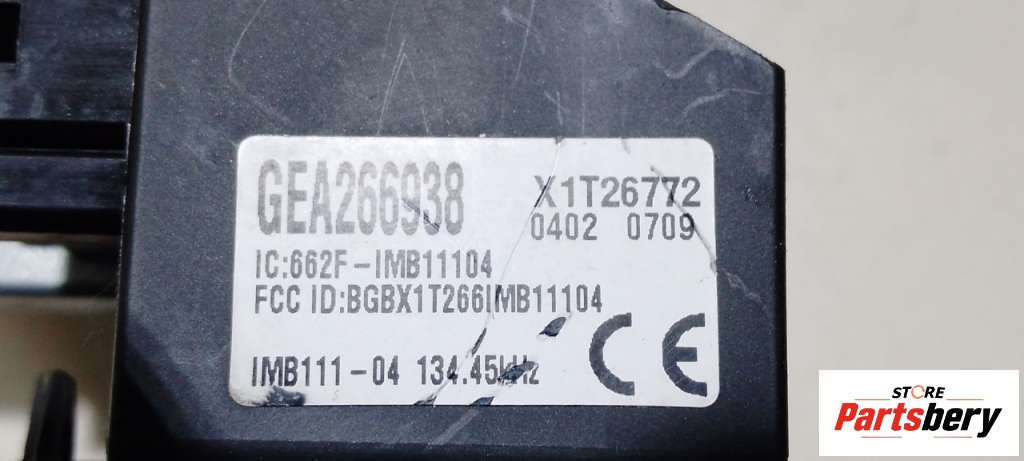 GEA266938
X1T26772
0402 0709
IC:662F-IMB11104
FCC ID:BGBX1T266IMB11104
IMB111-04 134.45kHz
CE
STORE
Partsbery